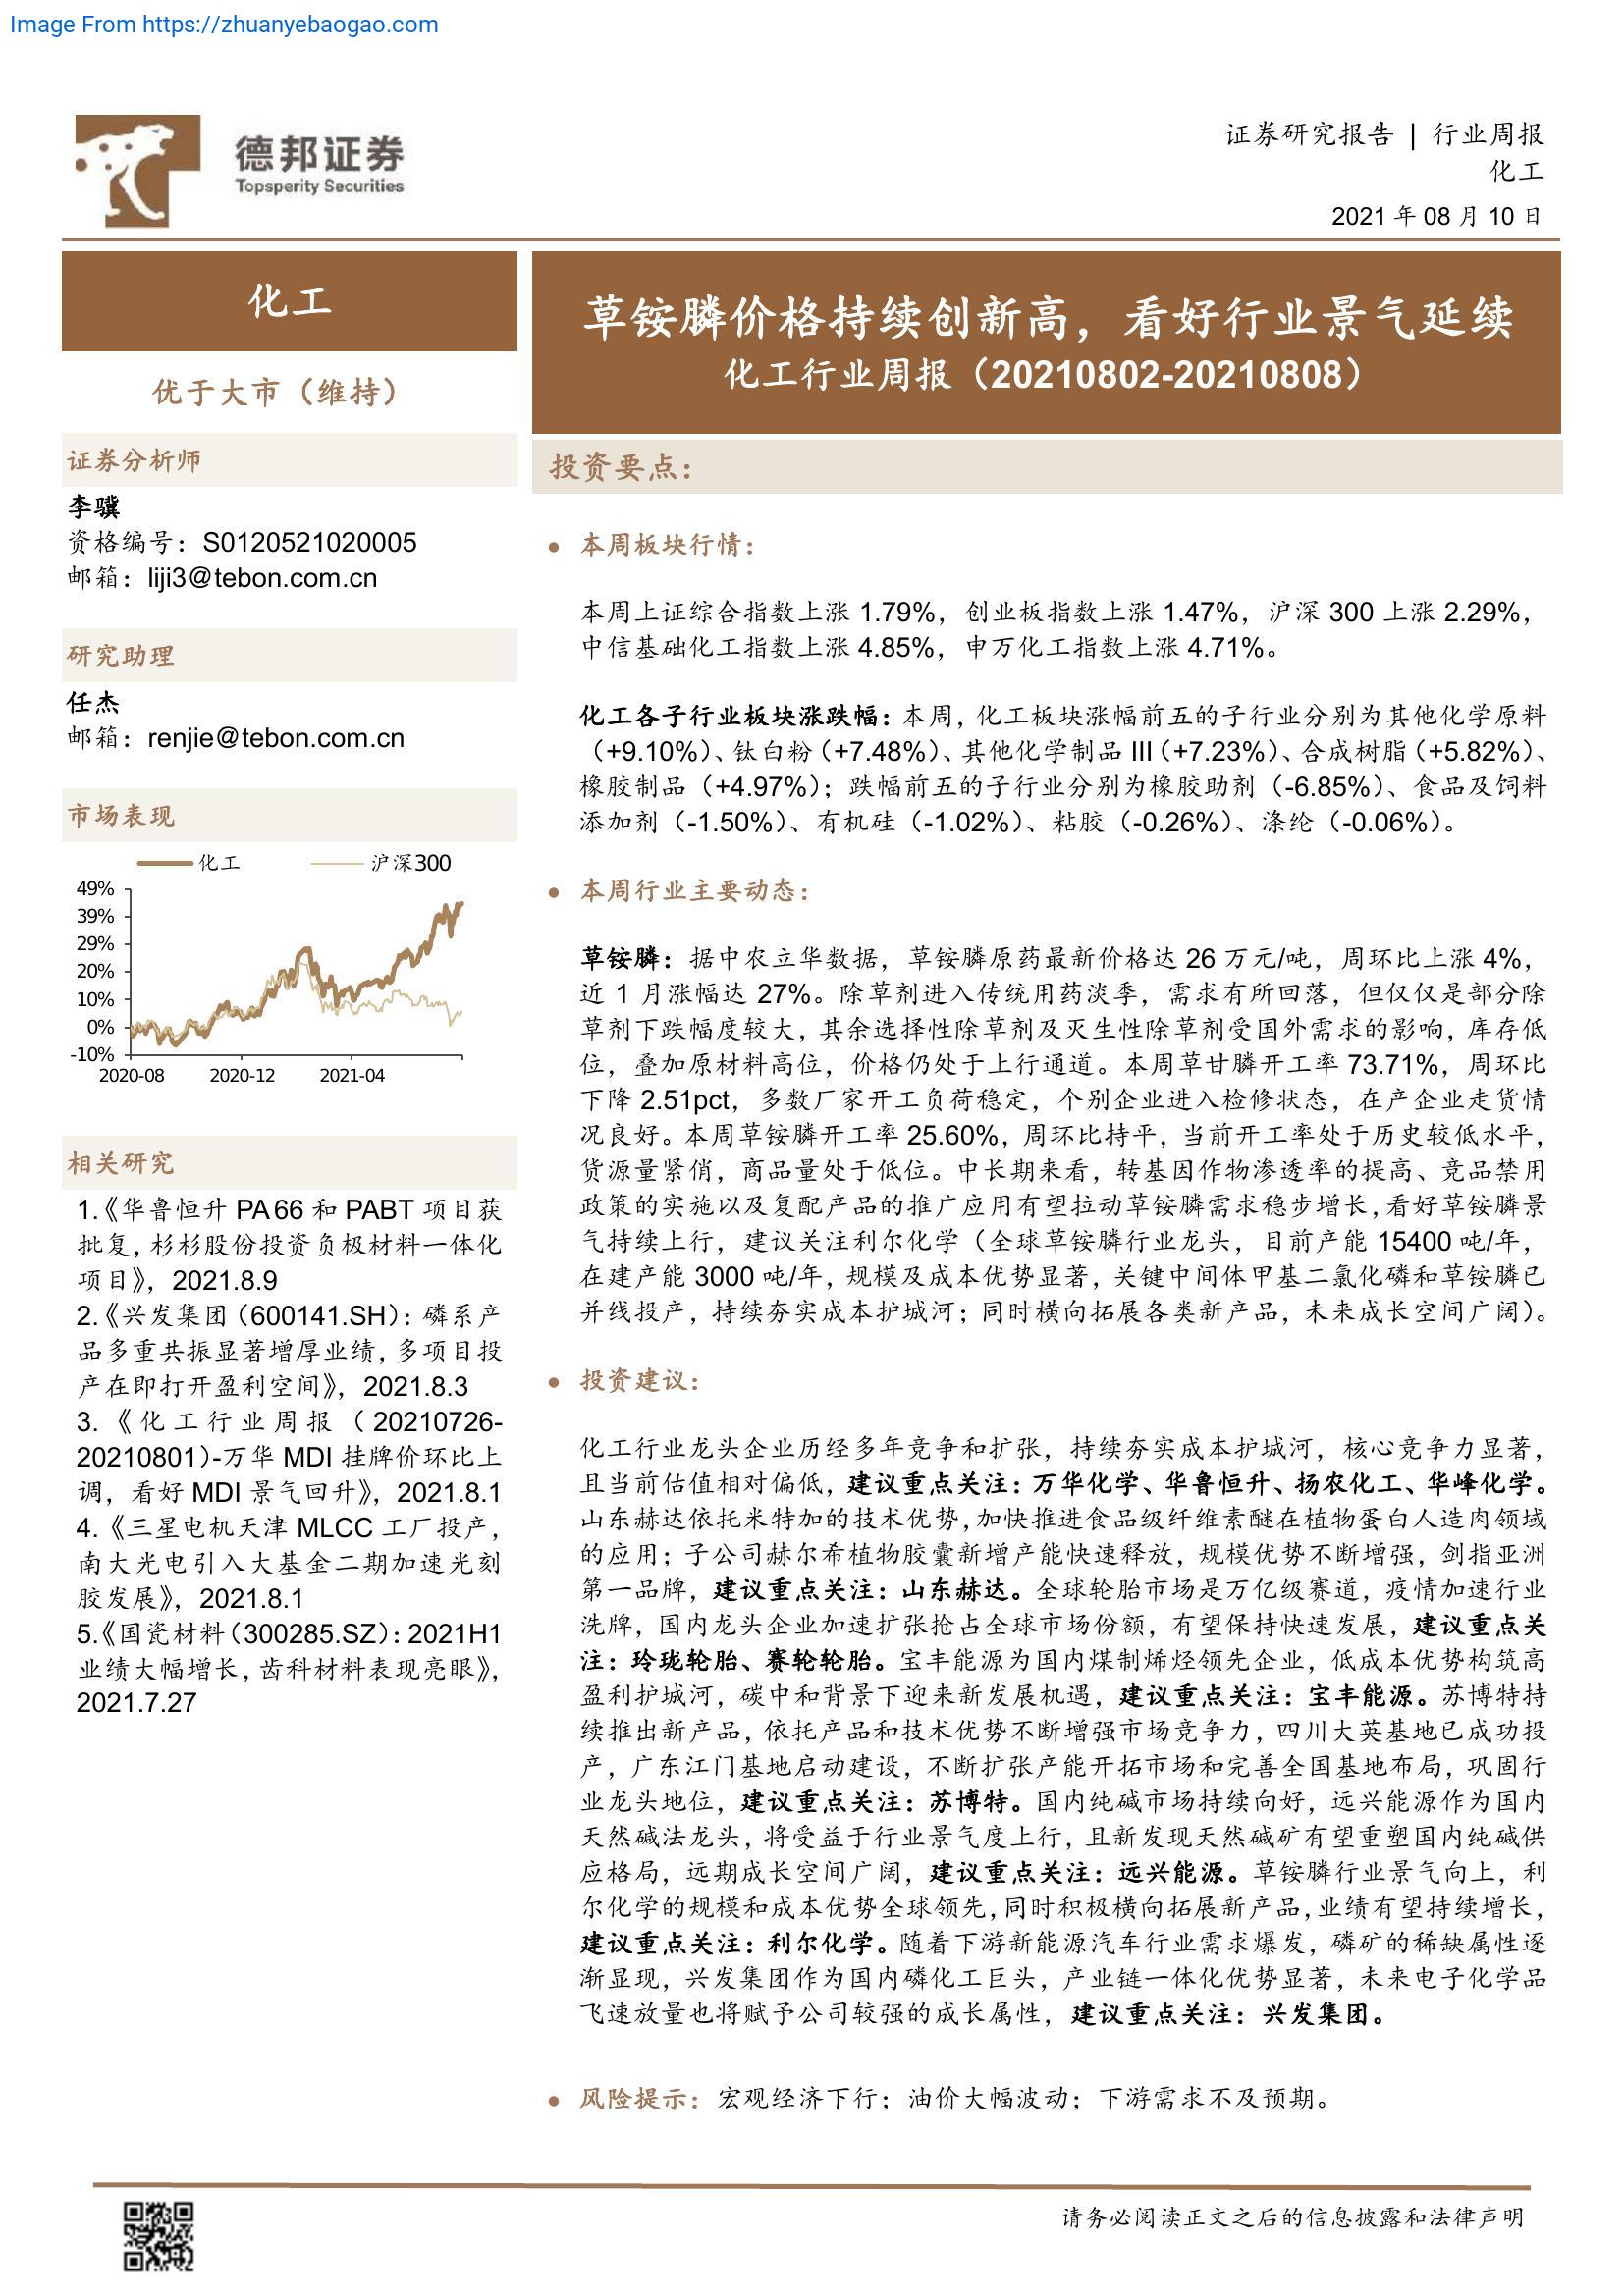 Image From https://zhuanyebaogao.com
德邦证券
Topsperity Securities
证券研究报告 | 行业周报
化工
2021 年 08 月 10 日
化工
优于大市（维持）
证券分析师
李骥
资格编号：S0120521020005
邮箱：liji3@tebon.com.cn
研究助理
任杰
邮箱：renjie@tebon.com.cn
市场表现
化工 沪深300
49%
39%
29%
20%
10%
0%
-10%
2020-08 2020-12 2021-04
相关研究
1.《华鲁恒升 PA66 和 PABT 项目获
批复，杉杉股份投资负极材料一体化
项目》，2021.8.9
2.《兴发集团（600141.SH）：磷系产
品多重共振显著增厚业绩，多项目投
产在即打开盈利空间》，2021.8.3
3.《化工行业周报（20210726-
20210801）-万华 MDI 挂牌价环比上
调，看好 MDI 景气回升》，2021.8.1
4.《三星电机天津 MLCC 工厂投产，
南大光电引入大基金二期加速光刻
胶发展》，2021.8.1
5.《国瓷材料（300285.SZ）：2021H1
业绩大幅增长，齿科材料表现亮眼》，
2021.7.27
草铵膦价格持续创新高，看好行业景气延续
化工行业周报（20210802-20210808）
投资要点：
● 本周板块行情：
本周上证综合指数上涨 1.79%，创业板指数上涨 1.47%，沪深 300 上涨 2.29%，
中信基础化工指数上涨 4.85%，申万化工指数上涨 4.71%。
化工各子行业板块涨跌幅：本周，化工板块涨幅前五的子行业分别为其他化学原料
（+9.10%）、钛白粉（+7.48%）、其他化学制品 III（+7.23%）、合成树脂（+5.82%）、
橡胶制品（+4.97%）；跌幅前五的子行业分别为橡胶助剂（-6.85%）、食品及饲料
添加剂（-1.50%）、有机硅（-1.02%）、粘胶（-0.26%）、涤纶（-0.06%）。
● 本周行业主要动态：
草铵膦：据中农立华数据，草铵膦原药最新价格达 26 万元/吨，周环比上涨 4%，
近 1 月涨幅达 27%。除草剂进入传统用药淡季，需求有所回落，但仅仅是部分除
草剂下跌幅度较大，其余选择性除草剂及灭生性除草剂受国外需求的影响，库存低
位，叠加原材料高位，价格仍处于上行通道。本周草甘膦开工率 73.71%，周环比
下降 2.51pct，多数厂家开工负荷稳定，个别企业进入检修状态，在产企业走货情
况良好。本周草铵膦开工率 25.60%，周环比持平，当前开工率处于历史较低水平，
货源量紧俏，商品量处于低位。中长期来看，转基因作物渗透率的提高、竞品禁用
政策的实施以及复配产品的推广应用有望拉动草铵膦需求稳步增长，看好草铵膦景
气持续上行，建议关注利尔化学（全球草铵膦行业龙头，目前产能 15400 吨/年，
在建产能 3000 吨/年，规模及成本优势显著，关键中间体甲基二氯化磷和草铵膦已
并线投产，持续夯实成本护城河；同时横向拓展各类新产品，未来成长空间广阔）。
● 投资建议：
化工行业龙头企业历经多年竞争和扩张，持续夯实成本护城河，核心竞争力显著，
且当前估值相对偏低，建议重点关注：万华化学、华鲁恒升、扬农化工、华峰化学。
山东赫达依托米特加的技术优势，加快推进食品级纤维素醚在植物蛋白人造肉领域
的应用；子公司赫尔希植物胶囊新增产能快速释放，规模优势不断增强，剑指亚洲
第一品牌，建议重点关注：山东赫达。全球轮胎市场是万亿级赛道，疫情加速行业
洗牌，国内龙头企业加速扩张抢占全球市场份额，有望保持快速发展，建议重点关
注：玲珑轮胎、赛轮轮胎。宝丰能源为国内煤制烯烃领先企业，低成本优势构筑高
盈利护城河，碳中和背景下迎来新发展机遇，建议重点关注：宝丰能源。苏博特持
续推出新产品，依托产品和技术优势不断增强市场竞争力，四川大英基地已成功投
产，广东江门基地启动建设，不断扩张产能开拓市场和完善全国基地布局，巩固行
业龙头地位，建议重点关注：苏博特。国内纯碱市场持续向好，远兴能源作为国内
天然碱法龙头，将受益于行业景气度上行，且新发现天然碱矿有望重塑国内纯碱供
应格局，远期成长空间广阔，建议重点关注：远兴能源。草铵膦行业景气向上，利
尔化学的规模和成本优势全球领先，同时积极横向拓展新产品，业绩有望持续增长，
建议重点关注：利尔化学。随着下游新能源汽车行业需求爆发，磷矿的稀缺属性逐
渐显现，兴发集团作为国内磷化工巨头，产业链一体化优势显著，未来电子化学品
飞速放量也将赋予公司较强的成长属性，建议重点关注：兴发集团。
● 风险提示：宏观经济下行；油价大幅波动；下游需求不及预期。
请务必阅读正文之后的信息披露和法律声明